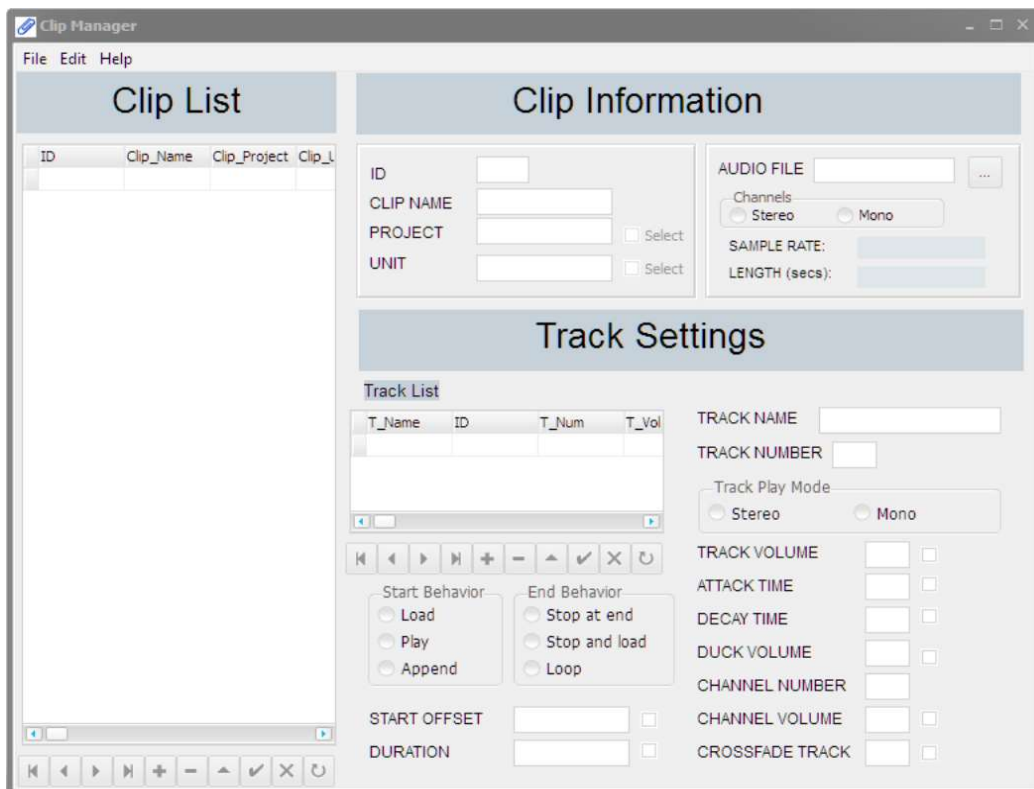 Clip Manager
File Edit Help
Clip List
ID Clip_Name Clip_Project Clip_U
Clip Information
ID
CLIP NAME
PROJECT Select
UNIT Select
AUDIO FILE ...
Channels
Stereo Mono
SAMPLE RATE:
LENGTH (secs):
Track Settings
Track List
T_Name ID T_Num T_Vol
Start Behavior
Load
Play
Append
End Behavior
Stop at end
Stop and load
Loop
START OFFSET
DURATION
TRACK NAME
TRACK NUMBER
Track Play Mode
Stereo Mono
TRACK VOLUME
ATTACK TIME
DECAY TIME
DUCK VOLUME
CHANNEL NUMBER
CHANNEL VOLUME
CROSSFADE TRACK